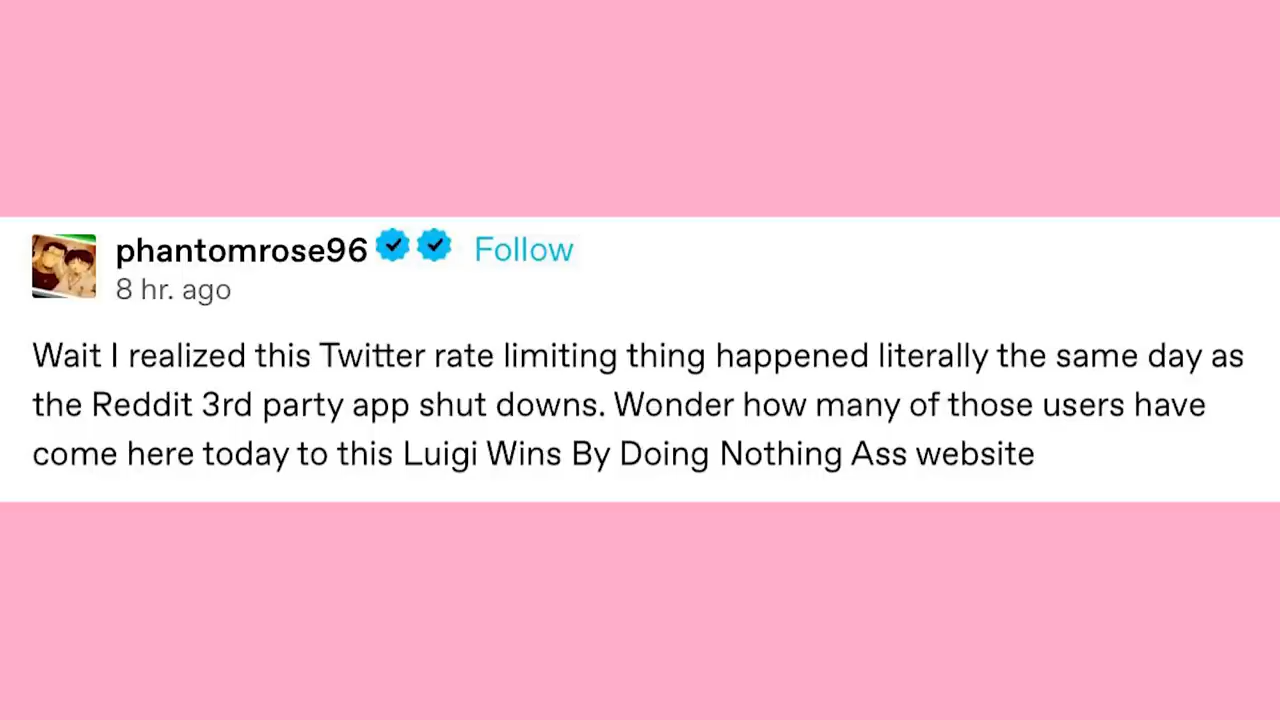 phantomrose96 Follow
8 hr. ago
Wait I realized this Twitter rate limiting thing happened literally the same day as
the Reddit 3rd party app shut downs. Wonder how many of those users have
come here today to this Luigi Wins By Doing Nothing Ass website